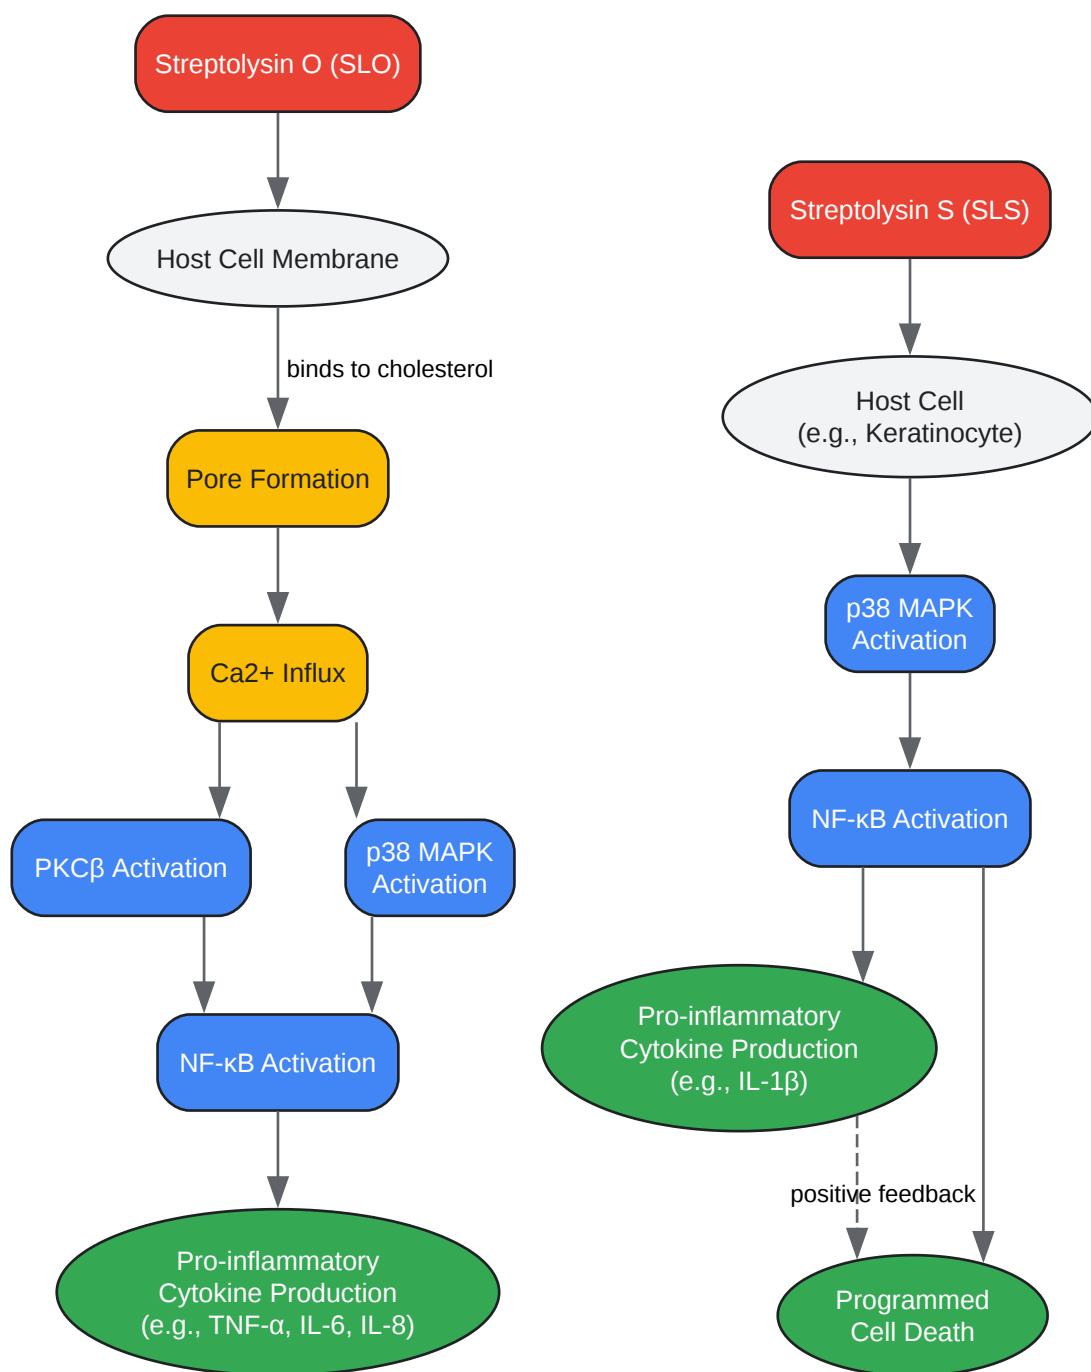 Streptolysin O (SLO)
Host Cell Membrane
binds to cholesterol
Pore Formation
Ca2+ Influx
PKCβ Activation
p38 MAPK
Activation
NF-κB Activation
Pro-inflammatory
Cytokine Production
(e.g., TNF-α, IL-6, IL-8)
Streptolysin S (SLS)
Host Cell
(e.g., Keratinocyte)
p38 MAPK
Activation
NF-κB Activation
Pro-inflammatory
Cytokine Production
(e.g., IL-1β)
positive feedback
Programmed
Cell Death